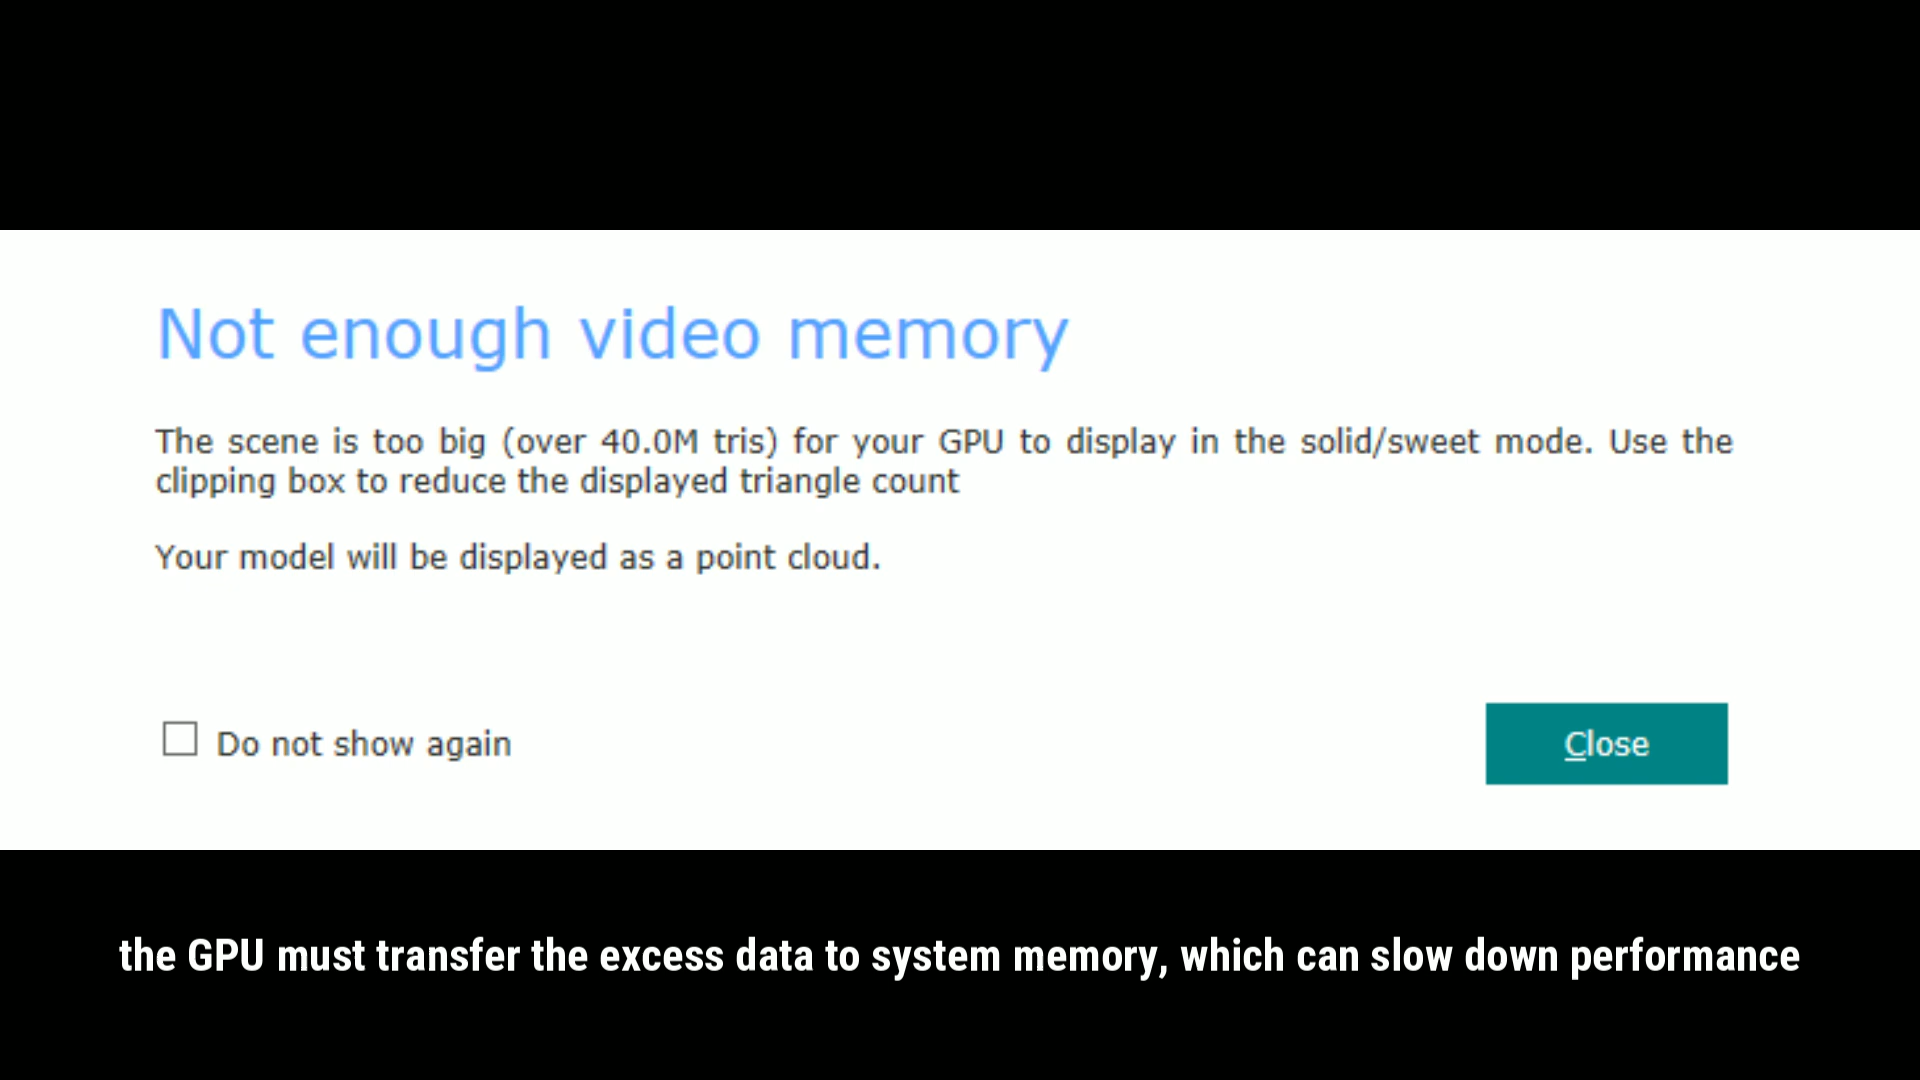 Not enough video memory
The scene is too big (over 40.0M tris) for your GPU to display in the solid/sweet mode. Use the
clipping box to reduce the displayed triangle count
Your model will be displayed as a point cloud.
Do not show again
Close
the GPU must transfer the excess data to system memory, which can slow down performance